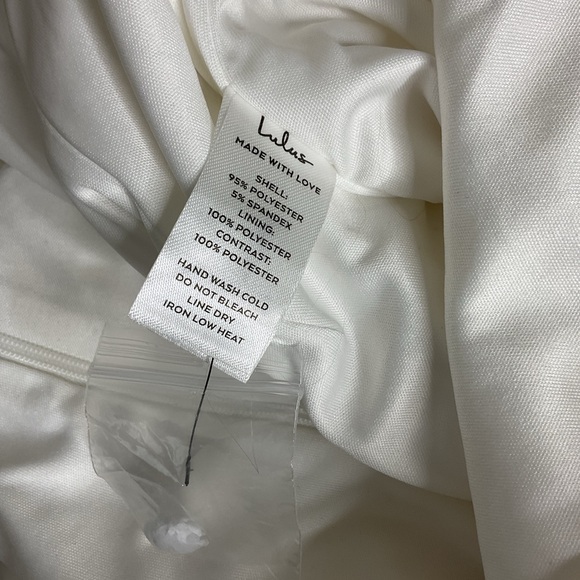 Lulus
MADE WITH LOVE
SHELL:
95% POLYESTER
5% SPANDEX
LINING:
100% POLYESTER
CONTRAST:
100% POLYESTER
HAND WASH COLD
DO NOT BLEACH
LINE DRY
IRON LOW HEAT